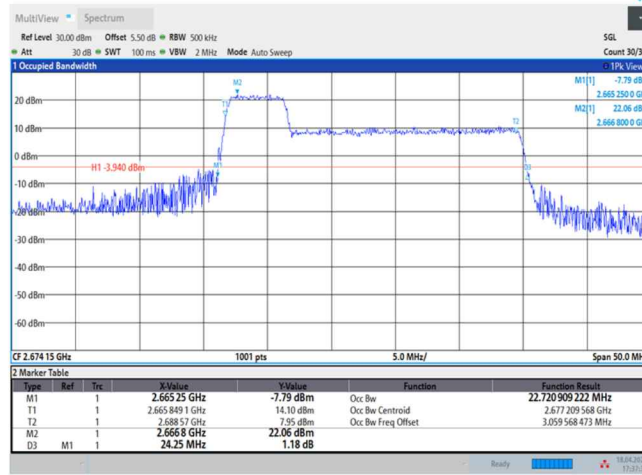 MultiView Spectrum
Ref Level 30.00 dBm Offset 5.50 dB RBW 500 kHz SGL
Att 30 dB SWT 100 ms VBW 2 MHz Mode Auto Sweep Count 30/3
1 Occupied Bandwidth 1Pk View
M1[1] -7.79 dB
2.665 250 0 G
M2[1] 22.06 dB
2.666 800 0 G
M2
20 dBm
T1
10 dBm
T2
0 dBm
H1 -3.940 dBm
M1
D3
-10 dBm
-20 dBm
-30 dBm
-40 dBm
-50 dBm
-60 dBm
CF 2.674 15 GHz 1001 pts 5.0 MHz/ Span 50.0 MH
2 Marker Table
Type Ref Trc X-Value Y-Value Function Function Result
M1 1 2.665 25 GHz -7.79 dBm Occ Bw 22.720 909 222 MHz
T1 1 2.665 849 1 GHz 14.10 dBm Occ Bw Centroid 2.677 209 568 GHz
T2 1 2.688 57 GHz 7.95 dBm Occ Bw Freq Offset 3.059 568 473 MHz
M2 1 2.666 8 GHz 22.06 dBm
D3 M1 1 24.25 MHz 1.18 dB
Ready 18.04.20
17:37